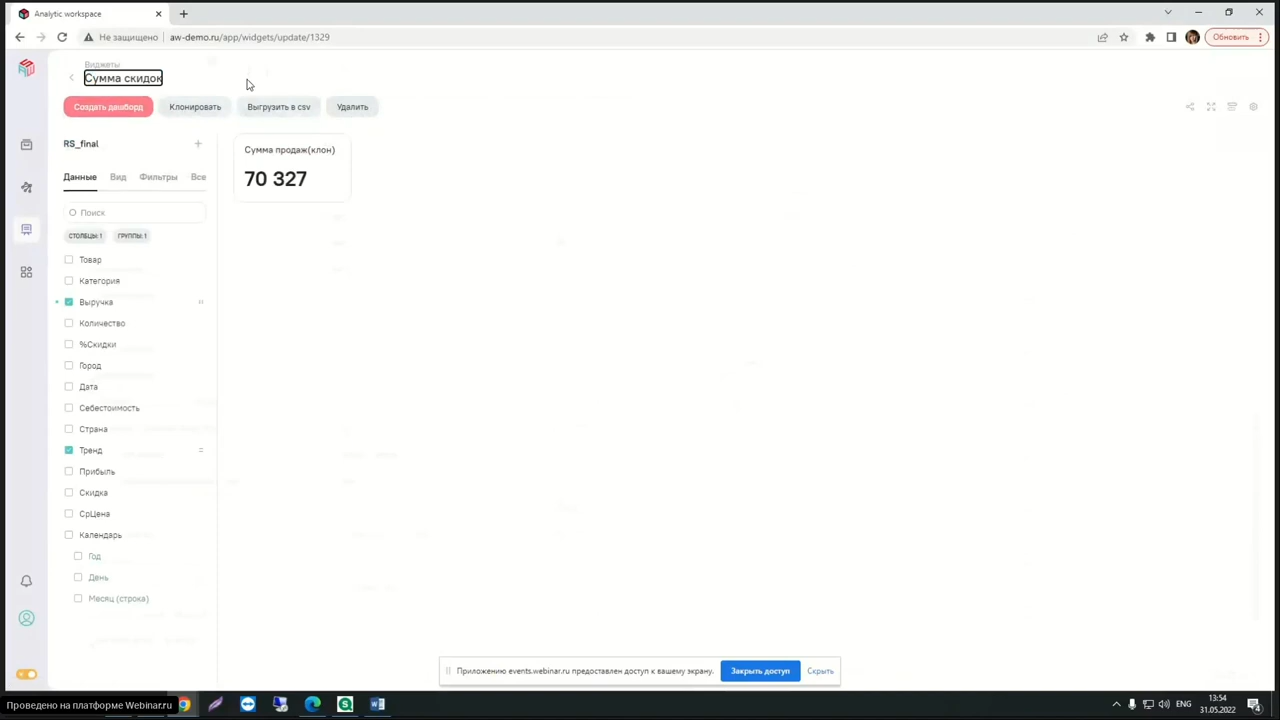 Analytic workspace
Не защищено
aw-demo.ru/app/widgets/update/1329
Обновить
Виджеты
Сумма скидок
Создать дашборд
Клонировать
Выгрузить в csv
Удалить
RS_final
Сумма продаж(клон)
70 327
Данные
Вид
Фильтры
Все
Поиск
СТОЛБЦЫ: 1
ГРУППЫ: 1
Товар
Категория
Выручка
Количество
%Скидки
Город
Дата
Себестоимость
Страна
Тренд
Прибыль
Скидка
СрЦена
Календарь
Год
День
Месяц (строка)
Приложению events.webinar.ru предоставлен доступ к вашему экрану.
Закрыть доступ
Скрыть
Проведено на платформе Webinar.ru
ENG
13:54
31.05.2022
4